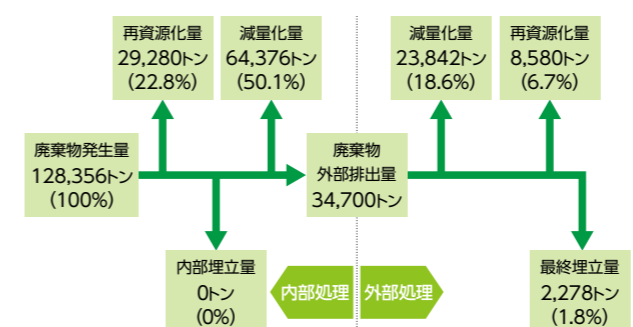 再資源化量
29,280トン
(22.8%)
減量化量
64,376トン
(50.1%)
減量化量
23,842トン
(18.6%)
再資源化量
8,580トン
(6.7%)
廃棄物発生量
128,356トン
(100%)
廃棄物
外部排出量
34,700トン
内部埋立量
0トン
(0%)
内部処理
外部処理
最終埋立量
2,278トン
(1.8%)